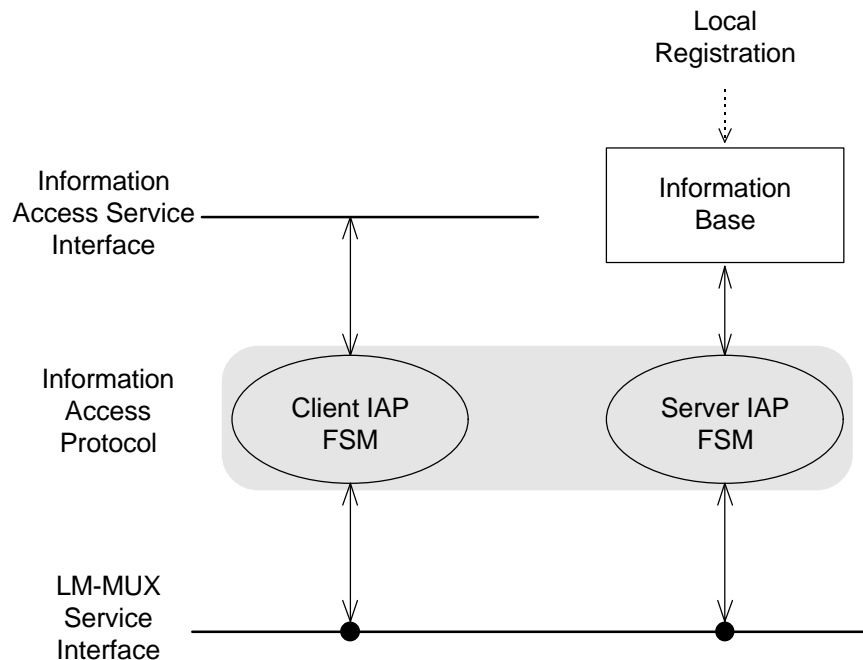 Local
Registration
Information
Access Service
Interface
Information
Base
Information
Access
Protocol
Client IAP
FSM
Server IAP
FSM
LM-MUX
Service
Interface